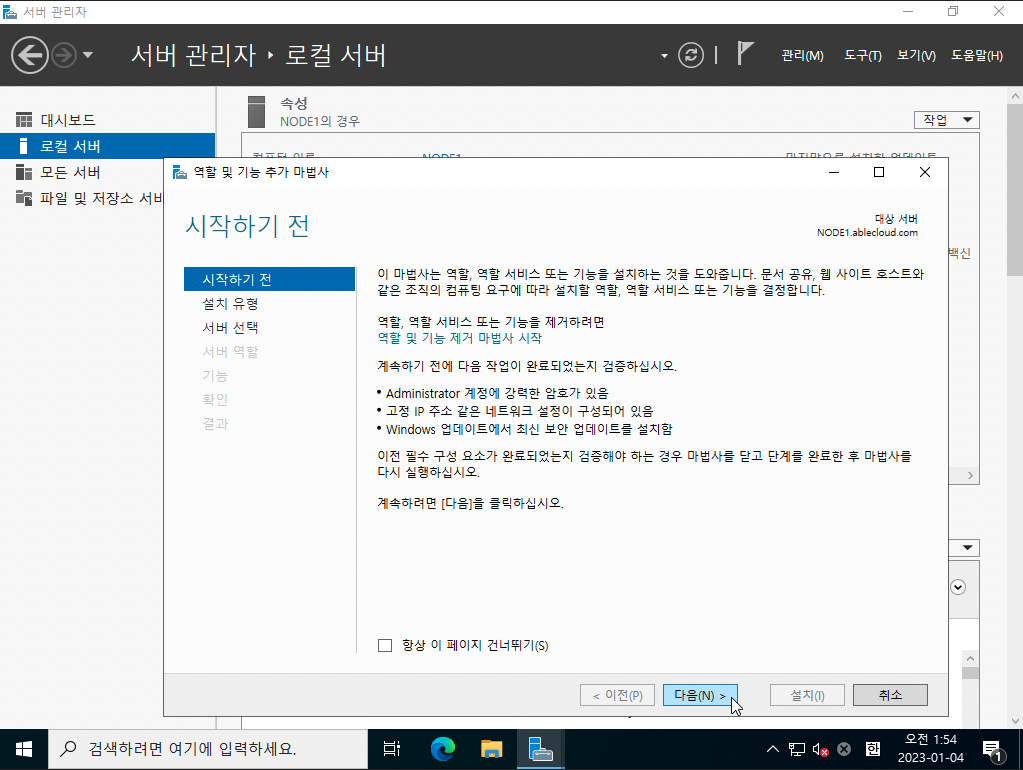 서버 관리자
서버 관리자 ‣ 로컬 서버
관리(M) 도구(T) 보기(V) 도움말(H)
대시보드
로컬 서버
모든 서버
파일 및 저장소 서비
속성
NODE1의 경우
작업
컴퓨터 이름
NODE1
마지막으로 설치한 업데이트
백신
역할 및 기능 추가 마법사
시작하기 전
대상 서버
NODE1.ablecloud.com
시작하기 전
설치 유형
서버 선택
서버 역할
기능
확인
결과
이 마법사는 역할, 역할 서비스 또는 기능을 설치하는 것을 도와줍니다. 문서 공유, 웹 사이트 호스트와
같은 조직의 컴퓨팅 요구에 따라 설치할 역할, 역할 서비스 또는 기능을 결정합니다.
역할, 역할 서비스 또는 기능을 제거하려면
역할 및 기능 제거 마법사 시작
계속하기 전에 다음 작업이 완료되었는지 검증하십시오.
• Administrator 계정에 강력한 암호가 있음
• 고정 IP 주소 같은 네트워크 설정이 구성되어 있음
• Windows 업데이트에서 최신 보안 업데이트를 설치함
이전 필수 구성 요소가 완료되었는지 검증해야 하는 경우 마법사를 닫고 단계를 완료한 후 마법사를
다시 실행하십시오.
계속하려면 [다음]을 클릭하십시오.
항상 이 페이지 건너뛰기(S)
< 이전(P)
다음(N) >
설치(I)
취소
검색하려면 여기에 입력하세요.
한
오전 1:54
2023-01-04
1